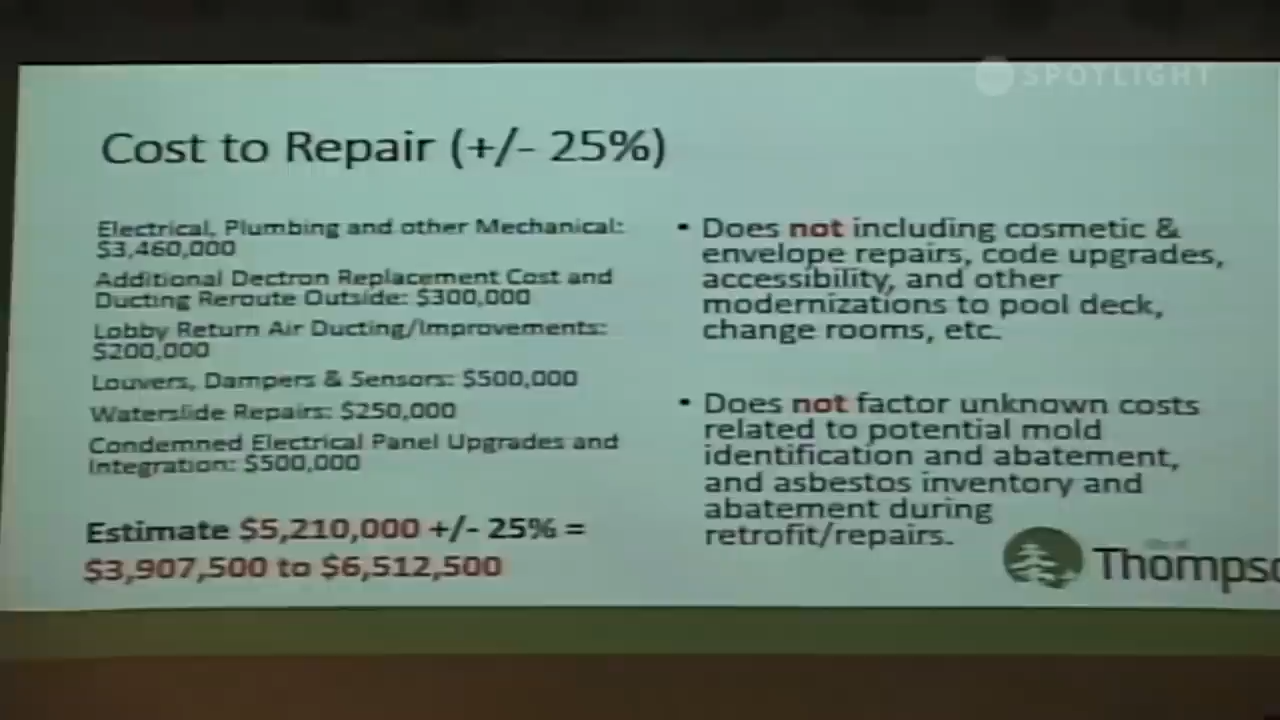 SPOTLIGHT
Cost to Repair (+/- 25%)
Electrical, Plumbing and other Mechanical:
$3,460,000
Additional Dectron Replacement Cost and
Ducting Reroute Outside: $300,000
Lobby Return Air Ducting/Improvements:
$200,000
Louvers, Dampers & Sensors: $500,000
Waterslide Repairs: $250,000
Condemned Electrical Panel Upgrades and
Integration: $500,000
Estimate $5,210,000 +/- 25% =
$3,907,500 to $6,512,500
• Does not including cosmetic &
envelope repairs, code upgrades,
accessibility, and other
modernizations to pool deck,
change rooms, etc.
• Does not factor unknown costs
related to potential mold
identification and abatement,
and asbestos inventory and
abatement during
retrofit/repairs.
Thompso